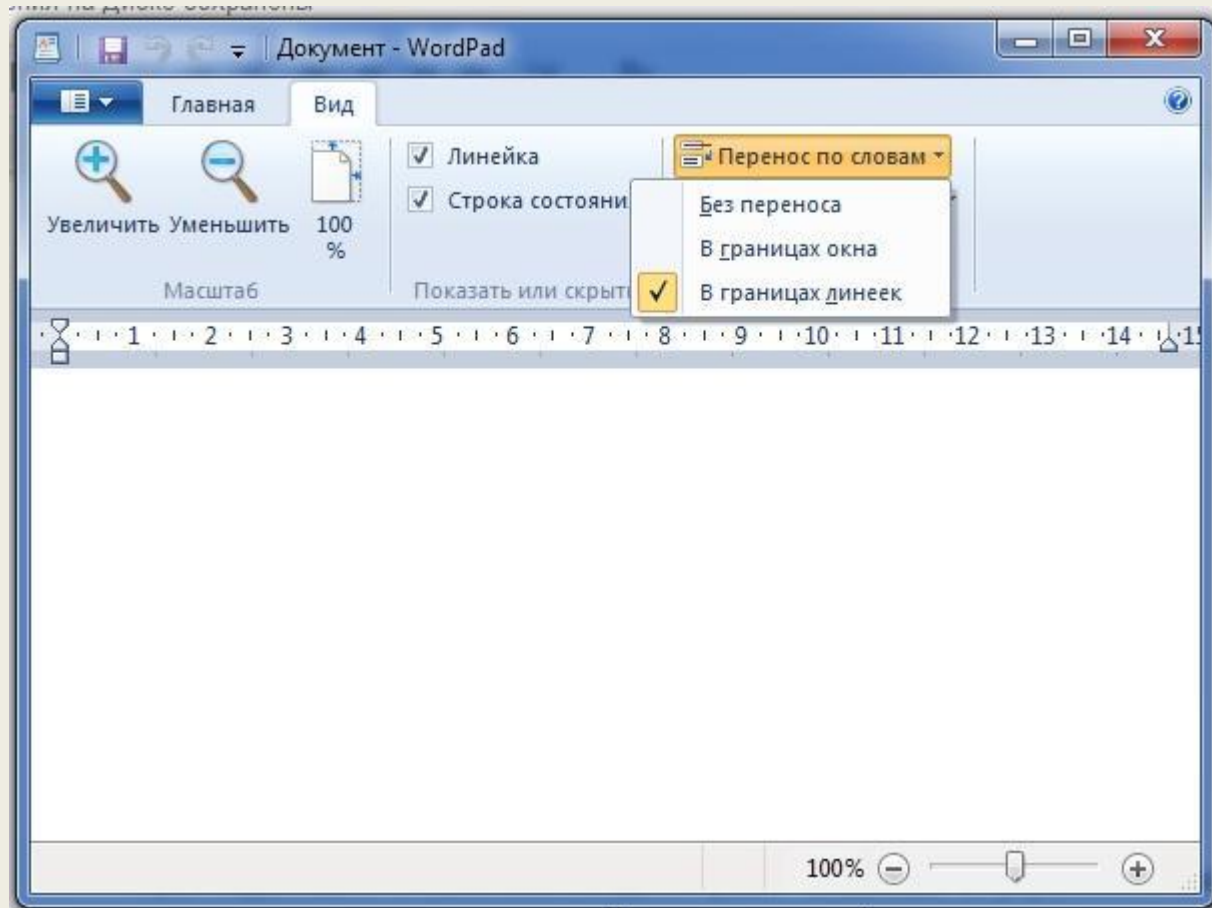 Документ - WordPad
Главная Вид
Линейка
Перенос по словам
Строка состояни
Без переноса
Увеличить Уменьшить 100
%
В границах окна
Масштаб
Показать или скрыт
В границах линеек
1 2 3 4 5 6 7 8 9 10 11 12 13 14 15
100%